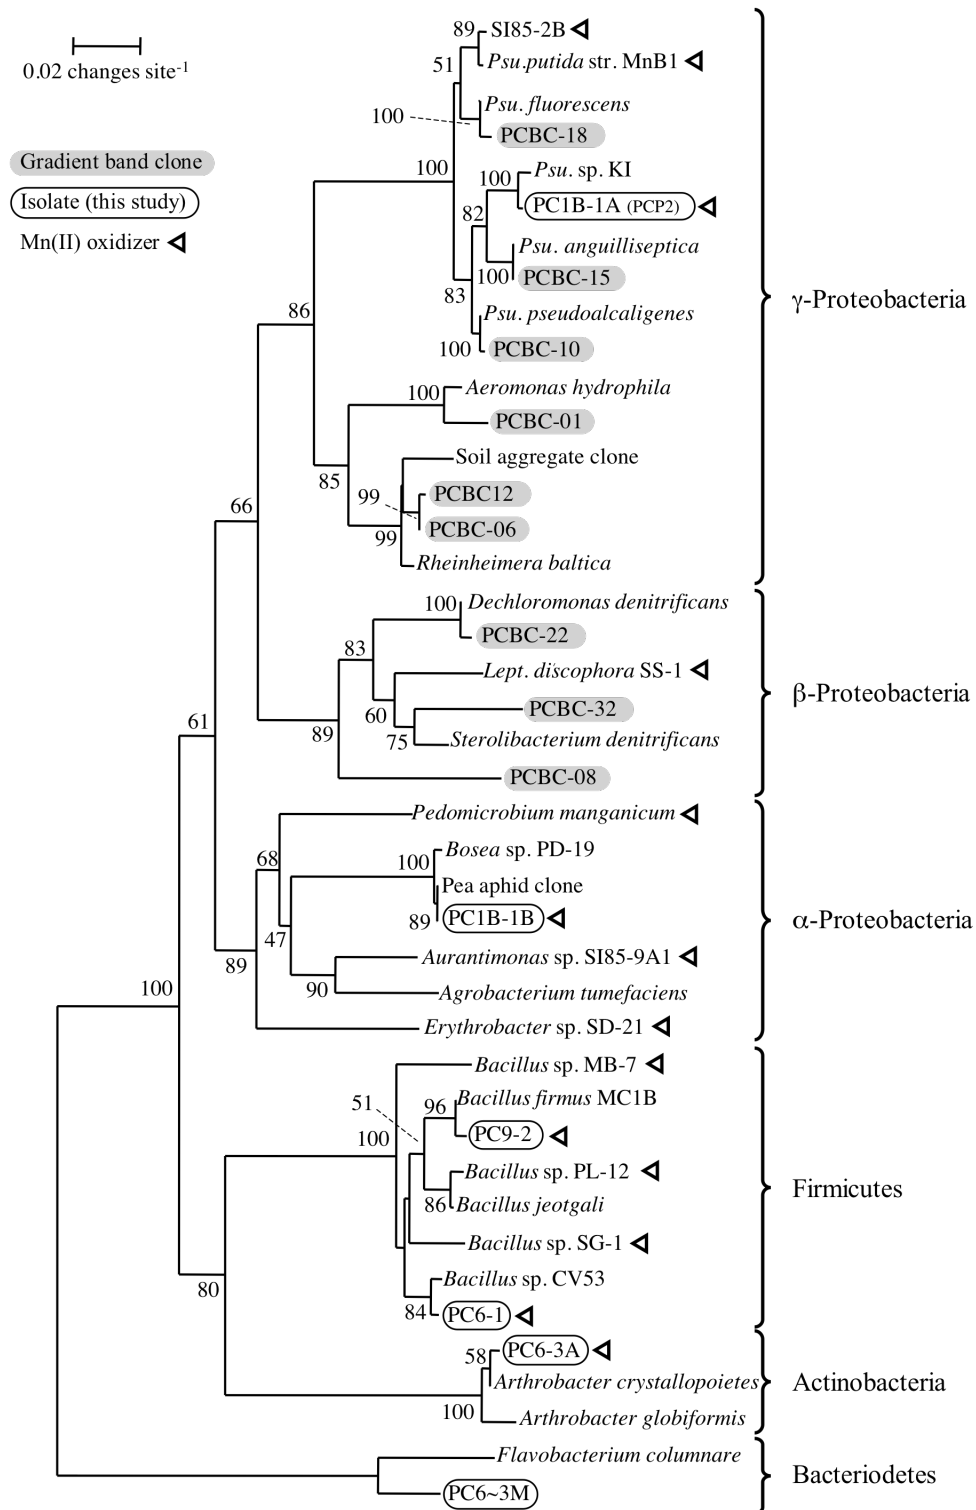 0.02 changes site⁻¹
Gradient band clone
Isolate (this study)
Mn(II) oxidizer
89
SI85-2B
51
Psu.putida str. MnB1
100
Psu. fluorescens
PCBC-18
100
100
Psu. sp. KI
PC1B-1A (PCP2)
82
Psu. anguilliseptica
100
PCBC-15
83
Psu. pseudoalcaligenes
100
PCBC-10
γ-Proteobacteria
86
100
Aeromonas hydrophila
PCBC-01
85
Soil aggregate clone
99
PCBC12
PCBC-06
99
Rheinheimera baltica
66
100
Dechloromonas denitrificans
PCBC-22
83
Lept. discophora SS-1
60
PCBC-32
75
Sterolibacterium denitrificans
89
PCBC-08
β-Proteobacteria
61
Pedomicrobium manganicum
68
100
Bosea sp. PD-19
Pea aphid clone
89
PC1B-1B
47
Aurantimonas sp. SI85-9A1
90
Agrobacterium tumefaciens
89
Erythrobacter sp. SD-21
α-Proteobacteria
100
Bacillus sp. MB-7
51
96
Bacillus firmus MC1B
PC9-2
100
Bacillus sp. PL-12
86
Bacillus jeotgali
Bacillus sp. SG-1
Bacillus sp. CV53
84
PC6-1
Firmicutes
80
58
PC6-3A
Arthrobacter crystallopoietes
100
Arthrobacter globiformis
Actinobacteria
Flavobacterium columnare
PC6~3M
Bacteriodetes